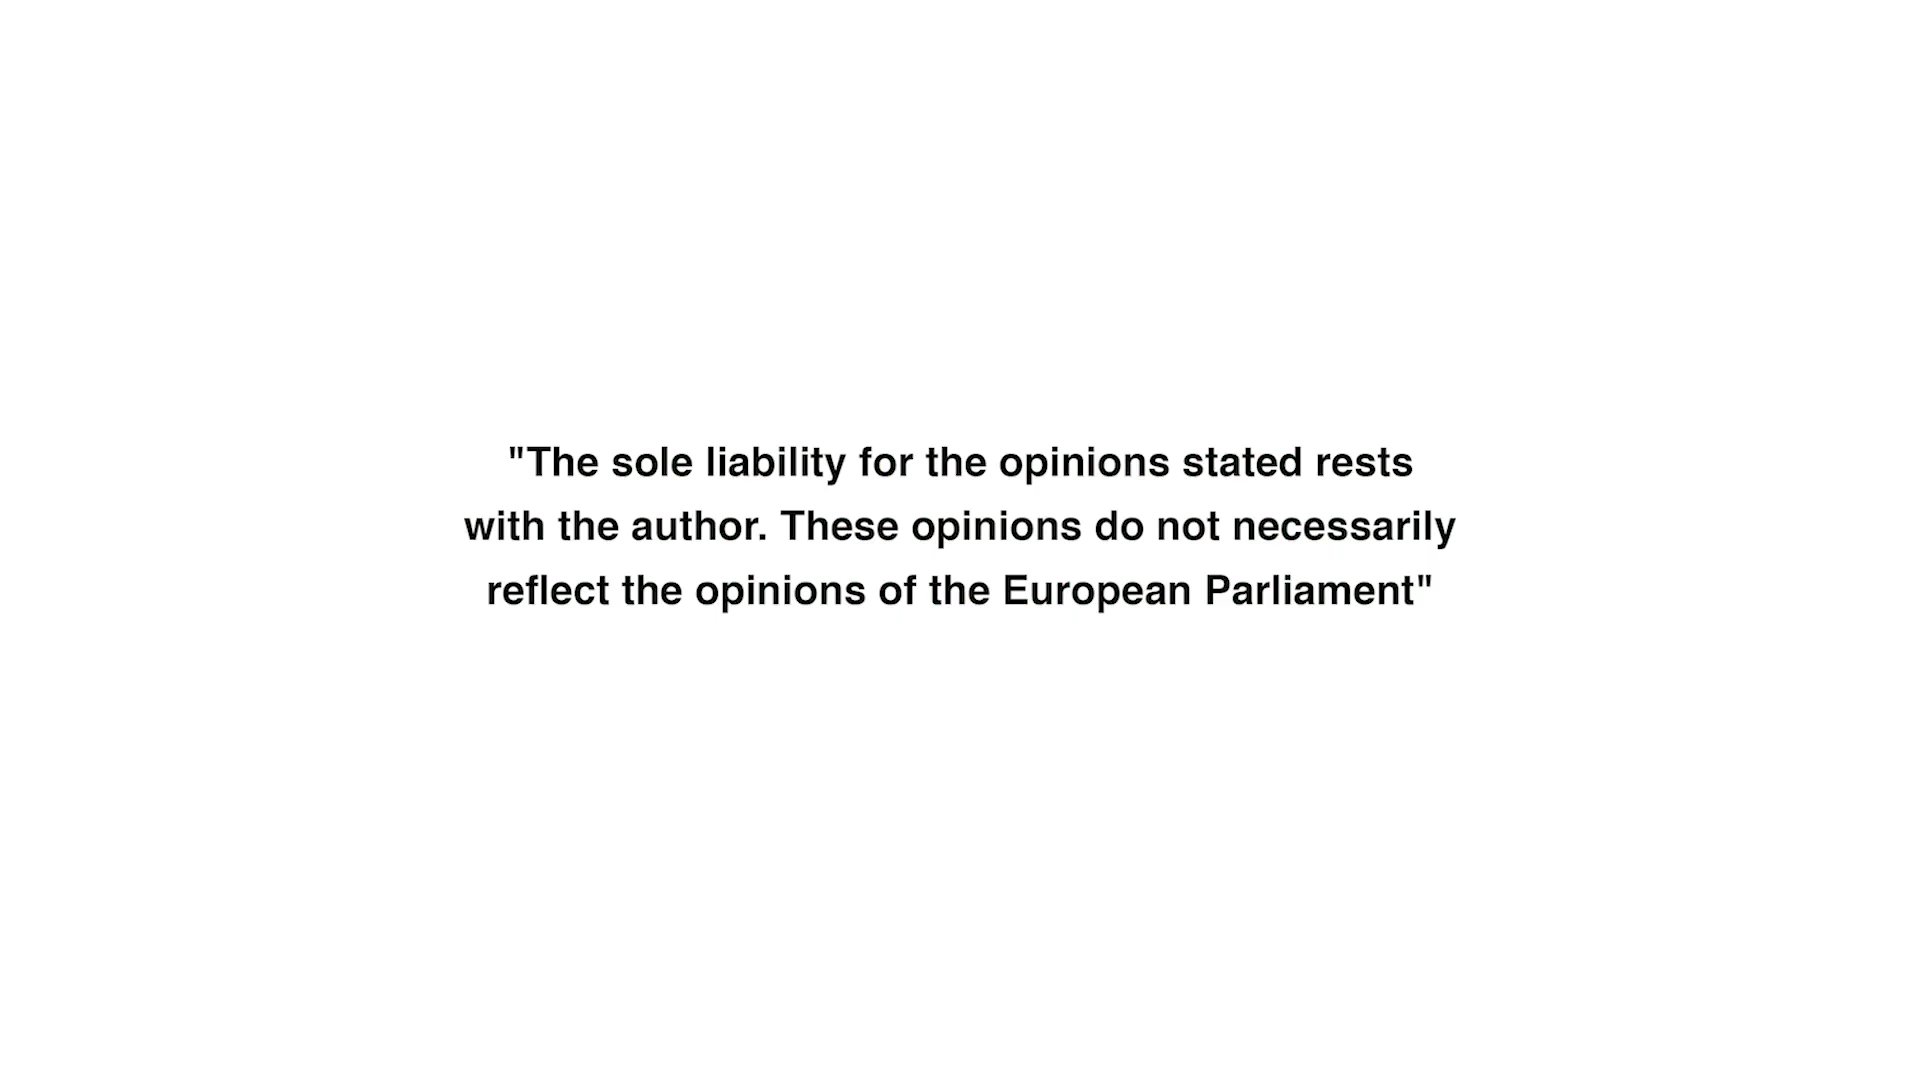 "The sole liability for the opinions stated rests
with the author. These opinions do not necessarily
reflect the opinions of the European Parliament"